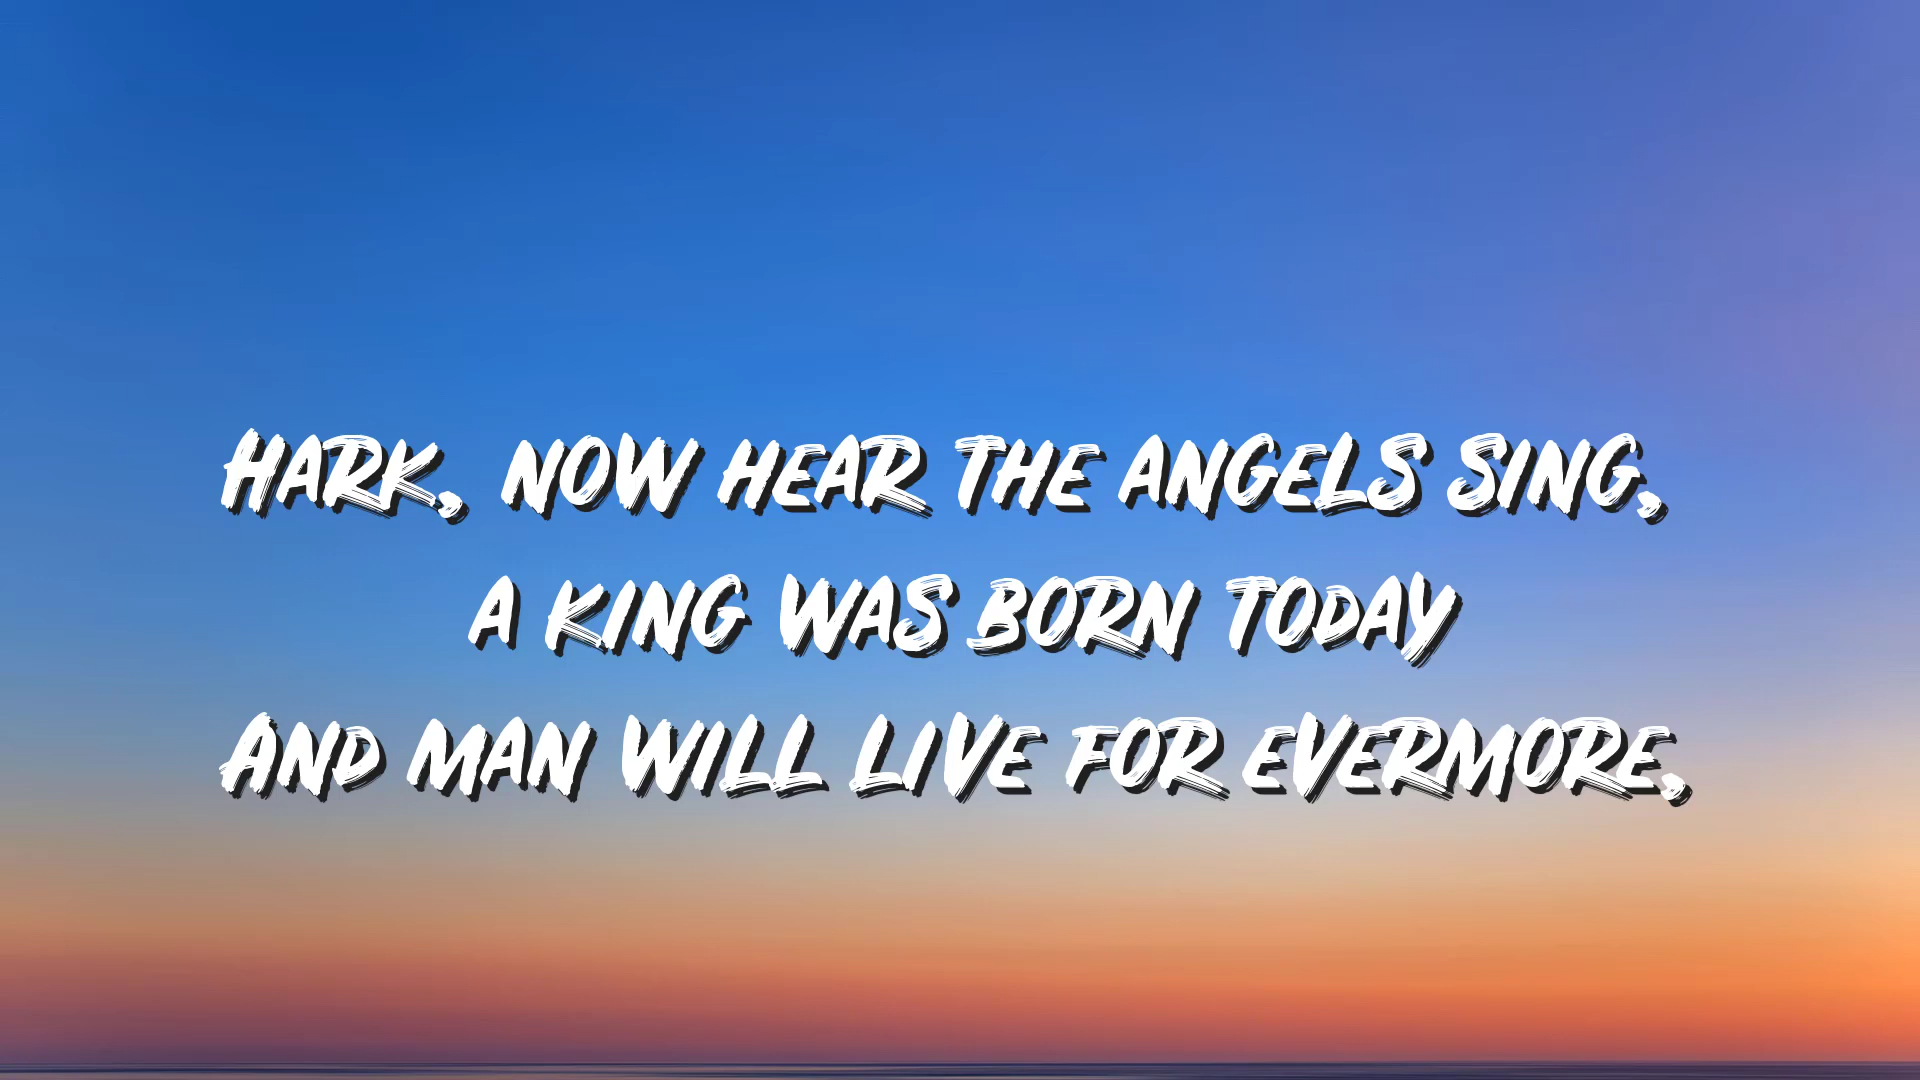 Hark, now hear the angels sing,
a king was born today
And man will live for evermore,